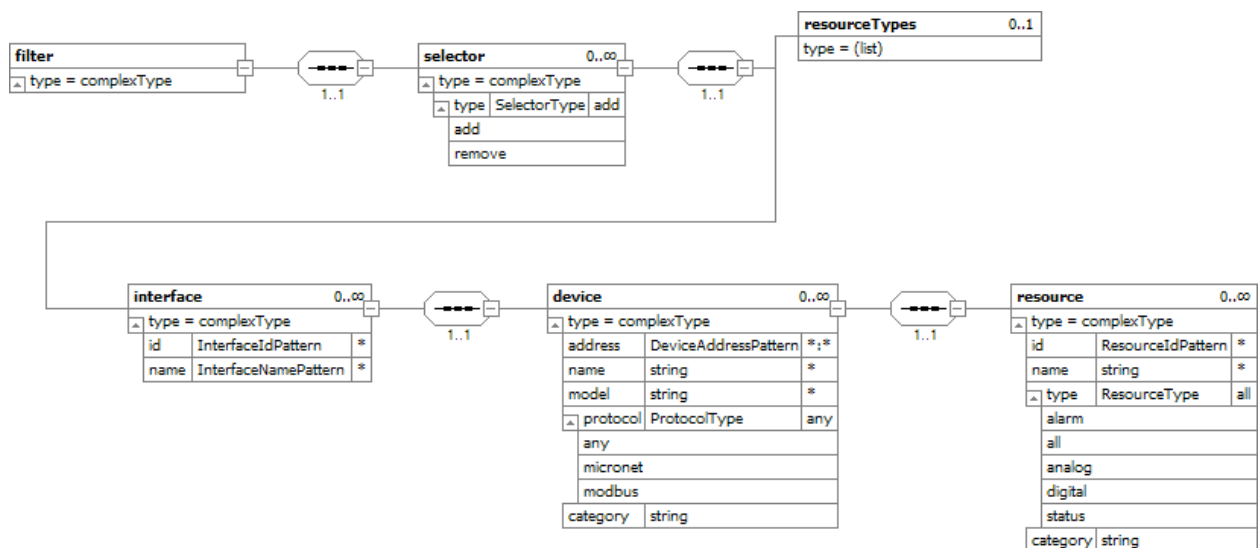 resourceTypes 0..1
type = (list)
filter
type = complexType
1..1
selector 0..∞
type = complexType
type SelectorType add
add
remove
1..1
interface 0..∞
type = complexType
id InterfaceIdPattern *
name InterfaceNamePattern *
1..1
device 0..∞
type = complexType
address DeviceAddressPattern *:*
name string *
model string *
protocol ProtocolType any
any
micronet
modbus
category string
1..1
resource 0..∞
type = complexType
id ResourceIdPattern *
name string *
type ResourceType all
alarm
all
analog
digital
status
category string